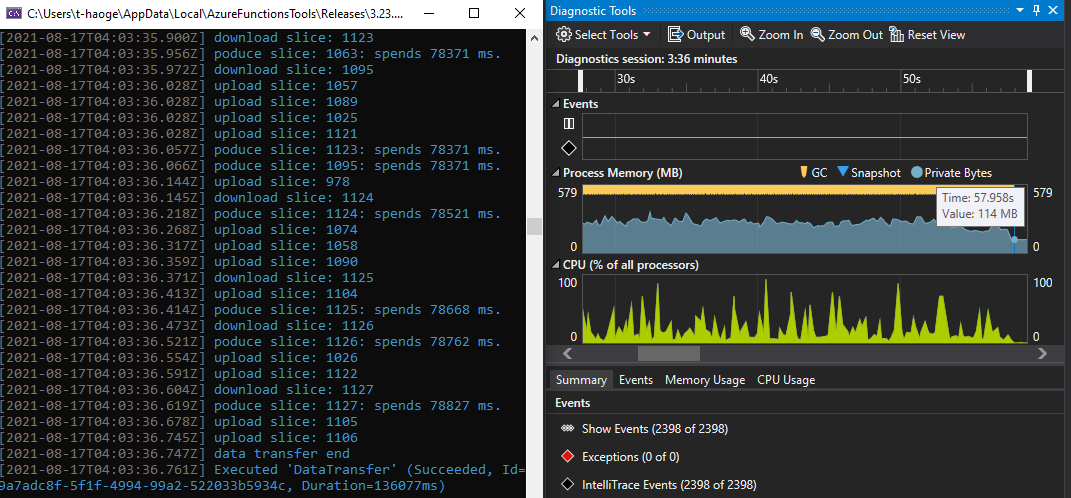 C:\Users\t-haoge\AppData\Local\AzureFunctionsTools\Releases\3.23....
[2021-08-17T04:03:35.900Z] download slice: 1123
[2021-08-17T04:03:35.956Z] poduce slice: 1063: spends 78371 ms.
[2021-08-17T04:03:35.972Z] download slice: 1095
[2021-08-17T04:03:36.028Z] upload slice: 1057
[2021-08-17T04:03:36.028Z] upload slice: 1089
[2021-08-17T04:03:36.028Z] upload slice: 1025
[2021-08-17T04:03:36.028Z] upload slice: 1121
[2021-08-17T04:03:36.057Z] poduce slice: 1123: spends 78371 ms.
[2021-08-17T04:03:36.066Z] poduce slice: 1095: spends 78371 ms.
[2021-08-17T04:03:36.144Z] upload slice: 978
[2021-08-17T04:03:36.145Z] download slice: 1124
[2021-08-17T04:03:36.218Z] poduce slice: 1124: spends 78521 ms.
[2021-08-17T04:03:36.268Z] upload slice: 1074
[2021-08-17T04:03:36.317Z] upload slice: 1058
[2021-08-17T04:03:36.359Z] upload slice: 1090
[2021-08-17T04:03:36.371Z] download slice: 1125
[2021-08-17T04:03:36.413Z] upload slice: 1104
[2021-08-17T04:03:36.414Z] poduce slice: 1125: spends 78668 ms.
[2021-08-17T04:03:36.473Z] download slice: 1126
[2021-08-17T04:03:36.521Z] poduce slice: 1126: spends 78762 ms.
[2021-08-17T04:03:36.554Z] upload slice: 1026
[2021-08-17T04:03:36.591Z] upload slice: 1122
[2021-08-17T04:03:36.604Z] download slice: 1127
[2021-08-17T04:03:36.619Z] poduce slice: 1127: spends 78827 ms.
[2021-08-17T04:03:36.678Z] upload slice: 1105
[2021-08-17T04:03:36.745Z] upload slice: 1106
[2021-08-17T04:03:36.747Z] data transfer end
[2021-08-17T04:03:36.761Z] Executed 'DataTransfer' (Succeeded, Id=
9a7adc8f-5f1f-4994-99a2-522033b5934c, Duration=136077ms)
Diagnostic Tools
Select Tools Output Zoom In Zoom Out Reset View
Diagnostics session: 3:36 minutes
30s 40s 50s
Events
Process Memory (MB) GC Snapshot Private Bytes
579 579
Time: 57.958s
Value: 114 MB
0 0
CPU (% of all processors)
100 100
0 0
Summary Events Memory Usage CPU Usage
Events
Show Events (2398 of 2398)
Exceptions (0 of 0)
IntelliTrace Events (2398 of 2398)